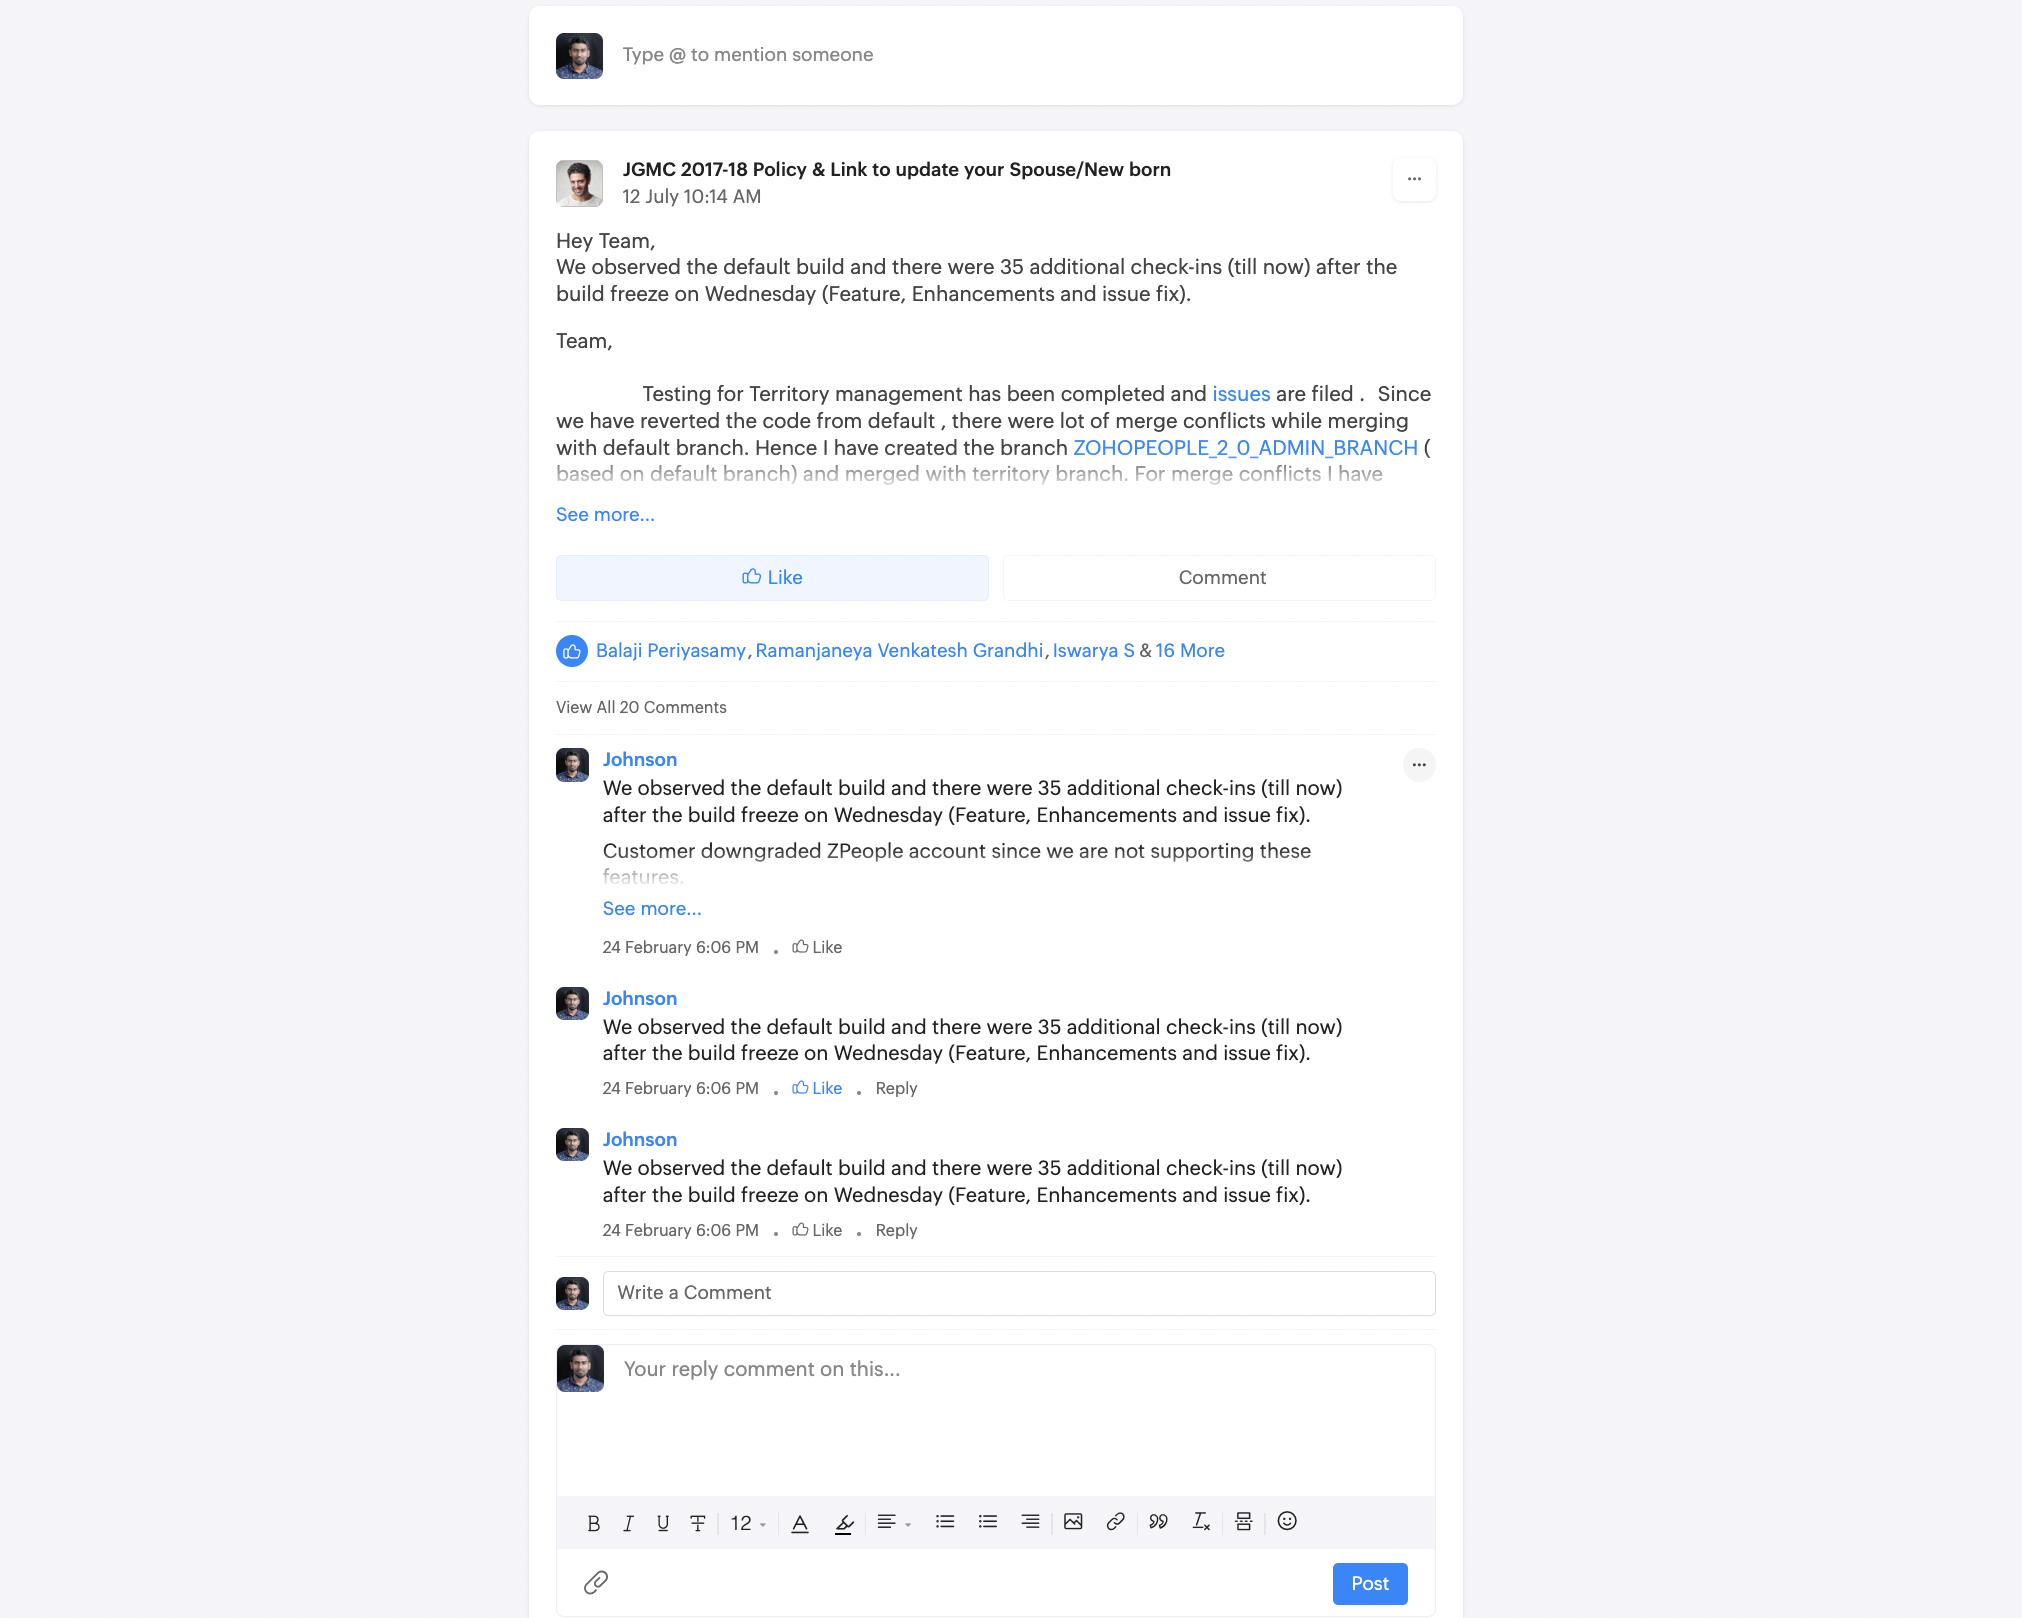 Type @ to mention someone
JGMC 2017-18 Policy & Link to update your Spouse/New born
12 July 10:14 AM
Hey Team,
We observed the default build and there were 35 additional check-ins (till now) after the
build freeze on Wednesday (Feature, Enhancements and issue fix).
Team,
Testing for Territory management has been completed and issues are filed . Since
we have reverted the code from default , there were lot of merge conflicts while merging
with default branch. Hence I have created the branch ZOHOPEOPLE_2_0_ADMIN_BRANCH (
based on default branch) and merged with territory branch. For merge conflicts I have
See more...
Like
Comment
Balaji Periyasamy, Ramanjaneya Venkatesh Grandhi, Iswarya S & 16 More
View All 20 Comments
Johnson
We observed the default build and there were 35 additional check-ins (till now)
after the build freeze on Wednesday (Feature, Enhancements and issue fix).
Customer downgraded ZPeople account since we are not supporting these
features.
See more...
24 February 6:06 PM . Like
Johnson
We observed the default build and there were 35 additional check-ins (till now)
after the build freeze on Wednesday (Feature, Enhancements and issue fix).
24 February 6:06 PM . Like . Reply
Johnson
We observed the default build and there were 35 additional check-ins (till now)
after the build freeze on Wednesday (Feature, Enhancements and issue fix).
24 February 6:06 PM . Like . Reply
Write a Comment
Your reply comment on this...
B I U T 12 A
Post